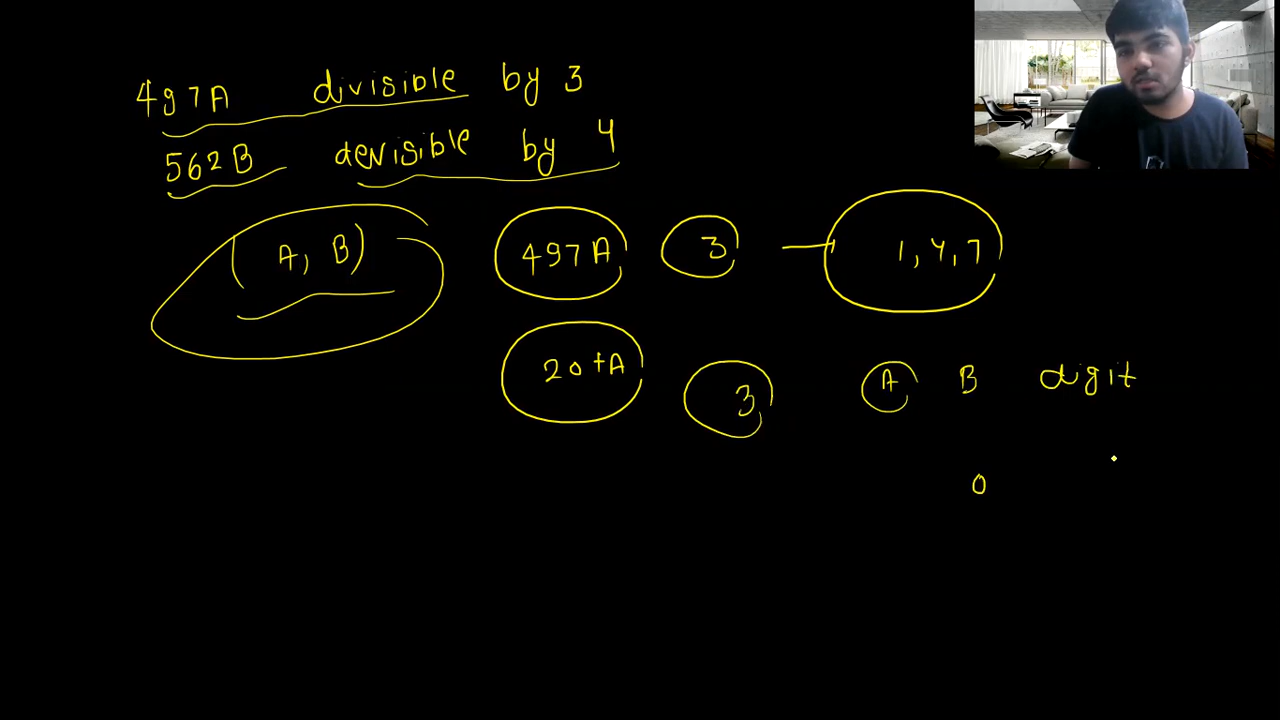 497A divisible by 3
562B devisible by 4
(A, B) 497A 3 1, 4, 7
20+A 3 A B digit
0